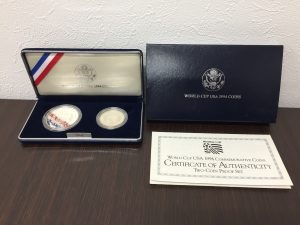 WORLD CUP USA 1994 COINS
WORLD CUP USA 1994 COMMEMORATIVE COINS
CERTIFICATE OF AUTHENTICITY
TWO-COIN PROOF SET